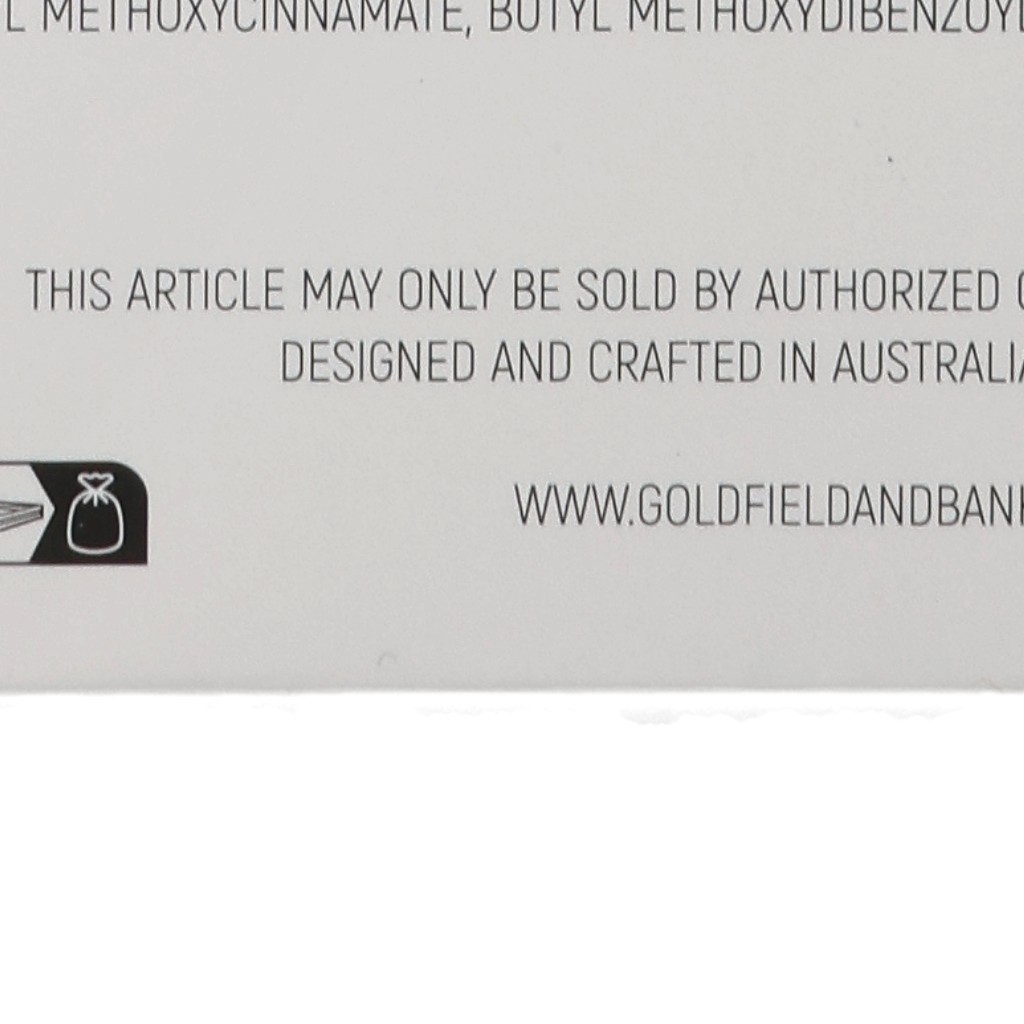 L METHOXYCINNAMATE, BUTYL METHOXYDIBENZOYL
THIS ARTICLE MAY ONLY BE SOLD BY AUTHORIZED
DESIGNED AND CRAFTED IN AUSTRALIA
WWW.GOLDFIELDANDBANK